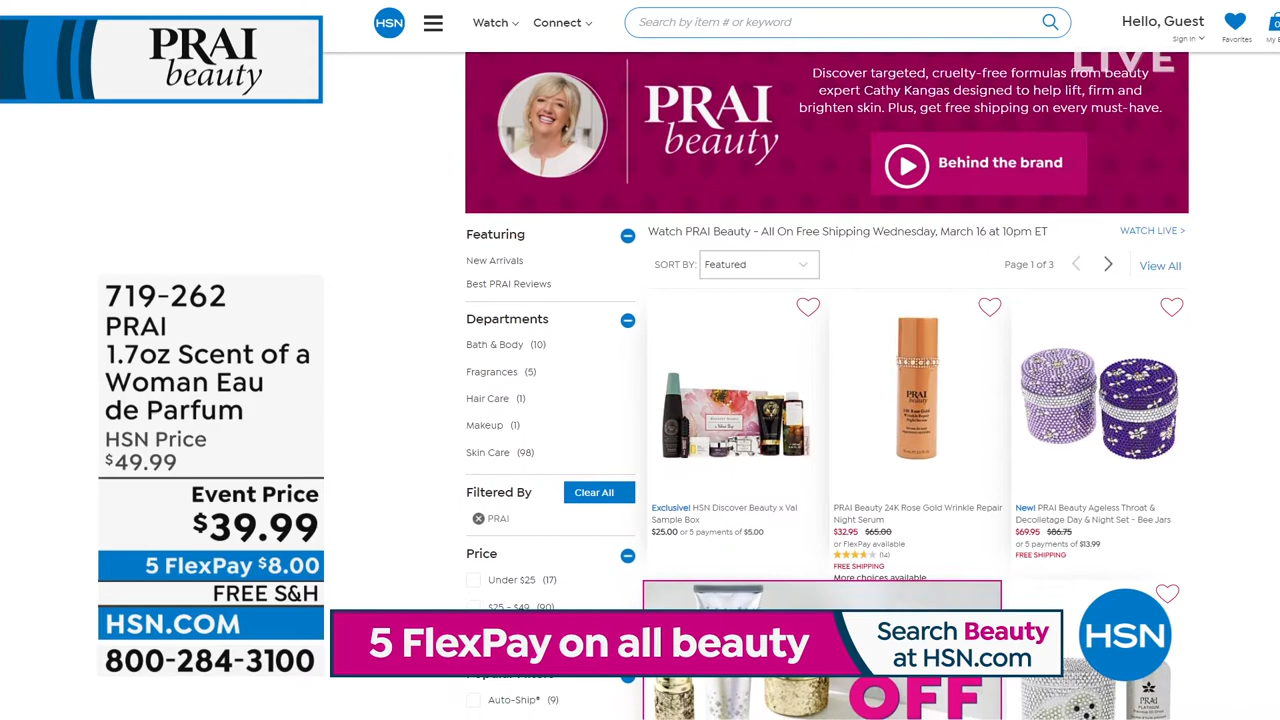 PRAI
beauty
HSN
Watch
Connect
Search by item # or keyword
Hello, Guest
Sign In
Favorites
0
LIVE
PRAI
beauty
Discover targeted, cruelty-free formulas from beauty
expert Cathy Kangas designed to help lift, firm and
brighten skin. Plus, get free shipping on every must-have.
Behind the brand
Featuring
New Arrivals
Best PRAI Reviews
Departments
Bath & Body (10)
Fragrances (5)
Hair Care (1)
Makeup (1)
Skin Care (98)
Filtered By
Clear All
PRAI
Price
Under $25 (17)
$25 - $49 (90)
Auto-Ship® (9)
Watch PRAI Beauty - All On Free Shipping Wednesday, March 16 at 10pm ET
WATCH LIVE >
SORT BY: Featured
Page 1 of 3
View All
Exclusive! HSN Discover Beauty x Val
Sample Box
$25.00 or 5 payments of $5.00
PRAI
beauty
PRAI Beauty 24K Rose Gold Wrinkle Repair
Night Serum
$32.95 $65.00
or FlexPay available
(14)
FREE SHIPPING
More choices available
New! PRAI Beauty Ageless Throat &
Decolletage Day & Night Set - Bee Jars
$69.95 $86.75
or 5 payments of $13.99
FREE SHIPPING
OFF
PRAI
PLATINUM
719-262
PRAI
1.7oz Scent of a
Woman Eau
de Parfum
HSN Price
$49.99
Event Price
$39.99
5 FlexPay $8.00
FREE S&H
HSN.COM
800-284-3100
5 FlexPay on all beauty
Search Beauty
at HSN.com
HSN